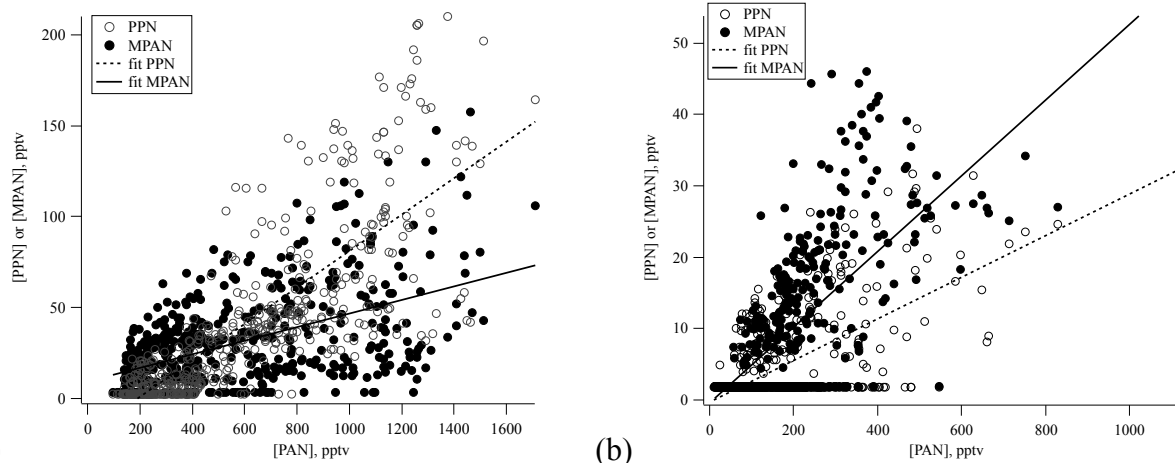 200
150
100
50
0
[PPN] or [MPAN], pptv
PPN
MPAN
fit PPN
fit MPAN
0 200 400 600 800 1000 1200 1400 1600
[PAN], pptv
(b)
50
40
30
20
10
0
[PPN] or [MPAN], pptv
PPN
MPAN
fit PPN
fit MPAN
0 200 400 600 800 1000
[PAN], pptv